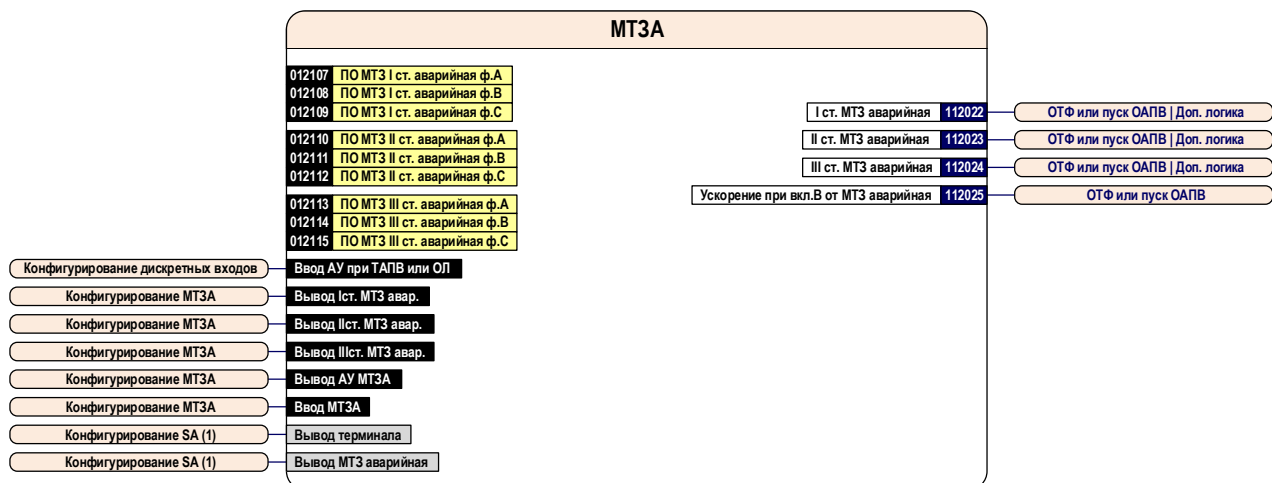 МТЗА
012107 ПО МТЗ I ст. аварийная ф.А
012108 ПО МТЗ I ст. аварийная ф.В
012109 ПО МТЗ I ст. аварийная ф.С
I ст. МТЗ аварийная 112022 ОТФ или пуск ОАПВ | Доп. логика
012110 ПО МТЗ II ст. аварийная ф.А
II ст. МТЗ аварийная 112023 ОТФ или пуск ОАПВ | Доп. логика
012111 ПО МТЗ II ст. аварийная ф.В
012112 ПО МТЗ II ст. аварийная ф.С
III ст. МТЗ аварийная 112024 ОТФ или пуск ОАПВ | Доп. логика
Ускорение при вкл.В от МТЗ аварийная 112025 ОТФ или пуск ОАПВ
012113 ПО МТЗ III ст. аварийная ф.А
012114 ПО МТЗ III ст. аварийная ф.В
012115 ПО МТЗ III ст. аварийная ф.С
Конфигурирование дискретных входов Ввод АУ при ТАПВ или ОЛ
Конфигурирование МТЗА Вывод Iст. МТЗ авар.
Конфигурирование МТЗА Вывод IIст. МТЗ авар.
Конфигурирование МТЗА Вывод IIIст. МТЗ авар.
Конфигурирование МТЗА Вывод АУ МТЗА
Конфигурирование МТЗА Ввод МТЗА
Конфигурирование SA (1) Вывод терминала
Конфигурирование SA (1) Вывод МТЗ аварийная